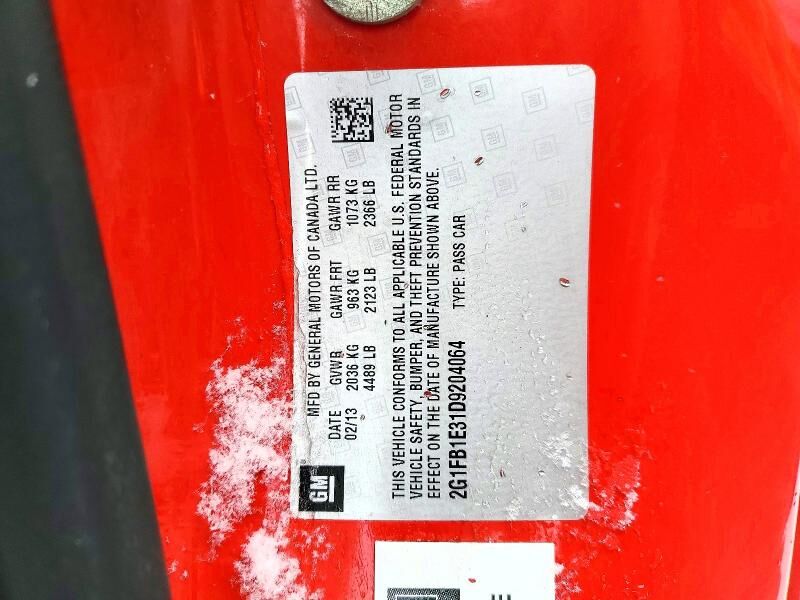 GM
MFD BY GENERAL MOTORS OF CANADA LTD.
DATE GVWR GAWR FRT GAWR RR
02/13 2036 KG 963 KG 1073 KG
4489 LB 2123 LB 2366 LB
THIS VEHICLE CONFORMS TO ALL APPLICABLE U.S. FEDERAL MOTOR
VEHICLE SAFETY, BUMPER, AND THEFT PREVENTION STANDARDS IN
EFFECT ON THE DATE OF MANUFACTURE SHOWN ABOVE.
2G1FB1E31D9204064 TYPE: PASS CAR